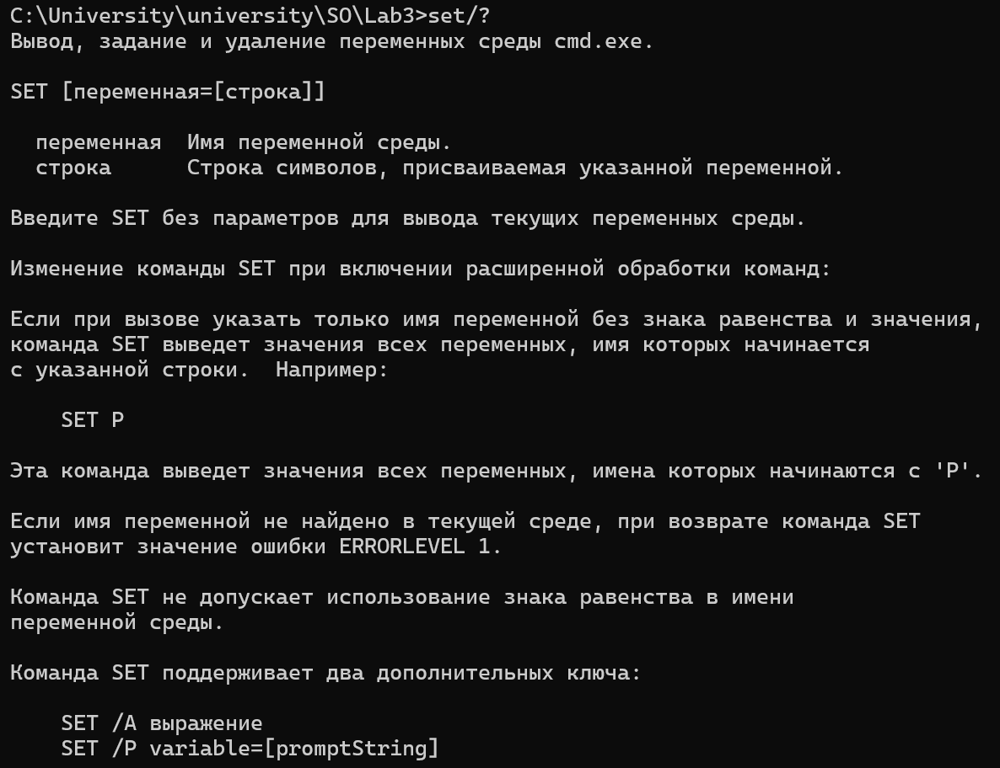 C:\University\university\SO\Lab3>set/?
Вывод, задание и удаление переменных среды cmd.exe.

SET [переменная=[строка]]

  переменная  Имя переменной среды.
  строка      Строка символов, присваиваемая указанной переменной.

Введите SET без параметров для вывода текущих переменных среды.

Изменение команды SET при включении расширенной обработки команд:

Если при вызове указать только имя переменной без знака равенства и значения,
команда SET выведет значения всех переменных, имя которых начинается
с указанной строки.  Например:

    SET P

Эта команда выведет значения всех переменных, имена которых начинаются с 'P'.

Если имя переменной не найдено в текущей среде, при возврате команда SET
установит значение ошибки ERRORLEVEL 1.

Команда SET не допускает использование знака равенства в имени
переменной среды.

Команда SET поддерживает два дополнительных ключа:

    SET /A выражение
    SET /P variable=[promptString]